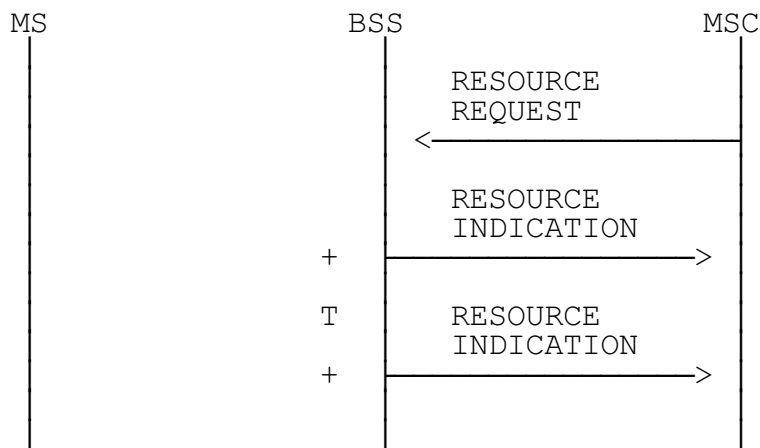 MS BSS MSC
RESOURCE
REQUEST
RESOURCE
INDICATION
+
T RESOURCE
INDICATION
+